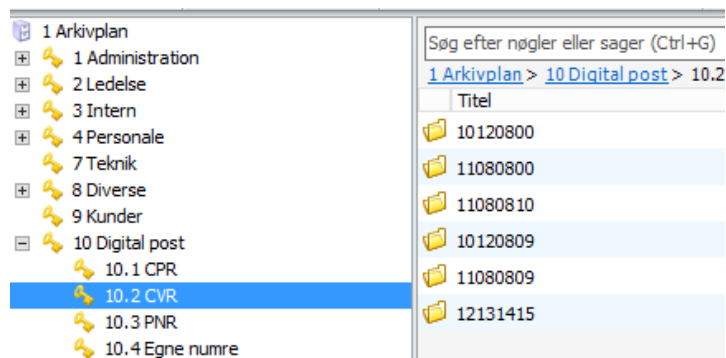 1 Arkivplan
1 Administration
2 Ledelse
3 Intern
4 Personale
7 Teknik
8 Diverse
9 Kunder
10 Digital post
10.1 CPR
10.2 CVR
10.3 PNR
10.4 Egne numre
Søg efter nøgler eller sager (Ctrl+G)
1 Arkivplan > 10 Digital post > 10.2
Titel
10120800
11080800
11080810
10120809
11080809
12131415